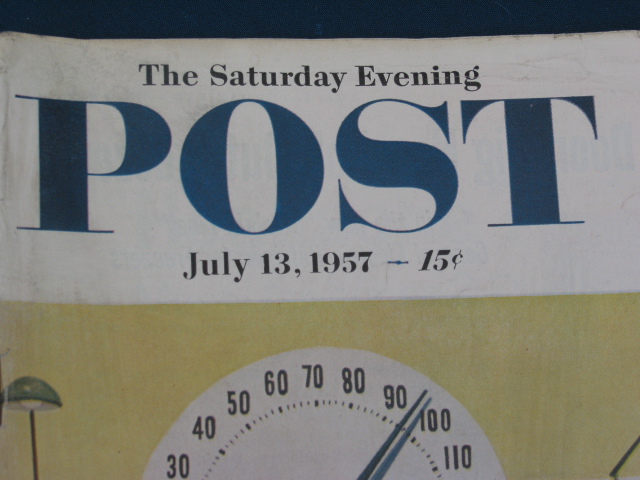 The Saturday Evening
POST
July 13, 1957 – 15¢
30 40 50 60 70 80 90 100 110